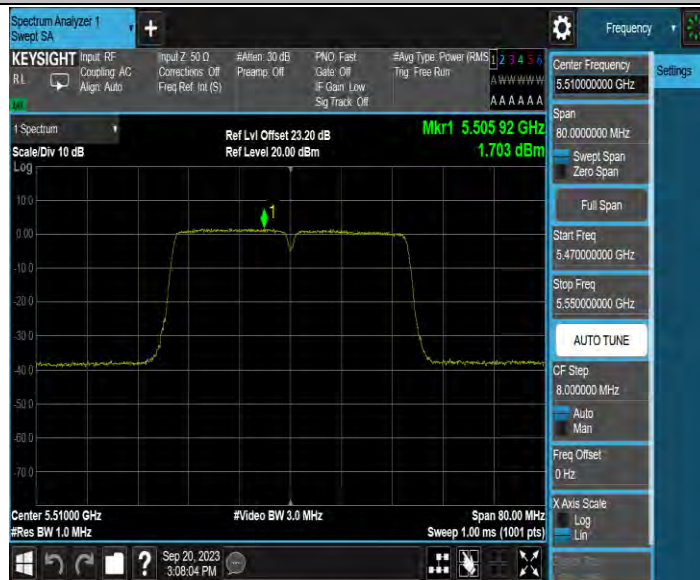 Spectrum Analyzer 1
Swept SA
+
Frequency
KEYSIGHT
R L
Input: RF
Coupling: AC
Align: Auto
Input Z: 50 Ω
Corrections: Off
Freq Ref: Int (S)
#Atten: 30 dB
Preamp: Off
PNO: Fast
Gate: Off
IF Gain: Low
Sig Track: Off
#Avg Type: Power (RMS
Trig: Free Run
1 2 3 4 5 6
A W W W W W
A A A A A A
1 Spectrum
Scale/Div 10 dB
Ref Lvl Offset 23.20 dB
Ref Level 20.00 dBm
Mkr1 5.505 92 GHz
1.703 dBm
Log
10.0
0.00
-10.0
-20.0
-30.0
-40.0
-50.0
-60.0
-70.0
1
Center 5.51000 GHz
#Res BW 1.0 MHz
#Video BW 3.0 MHz
Span 80.00 MHz
Sweep 1.00 ms (1001 pts)
Sep 20, 2023
3:08:04 PM
?
Settings
Center Frequency
5.510000000 GHz
Span
80.0000000 MHz
Swept Span
Zero Span
Full Span
Start Freq
5.470000000 GHz
Stop Freq
5.550000000 GHz
AUTO TUNE
CF Step
8.000000 MHz
Auto
Man
Freq Offset
0 Hz
X Axis Scale
Log
Lin